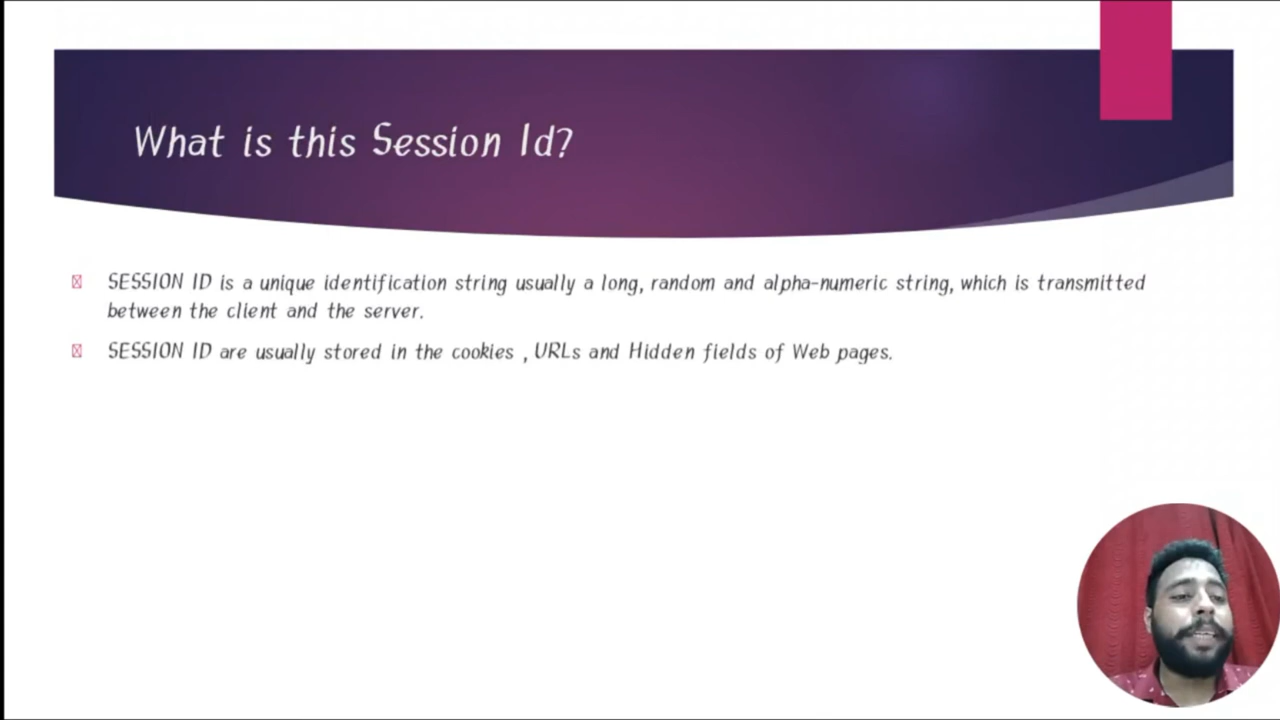 What is this Session Id?
SESSION ID is a unique identification string usually a long, random and alpha-numeric string, which is transmitted
between the client and the server.
SESSION ID are usually stored in the cookies , URLs and Hidden fields of Web pages.